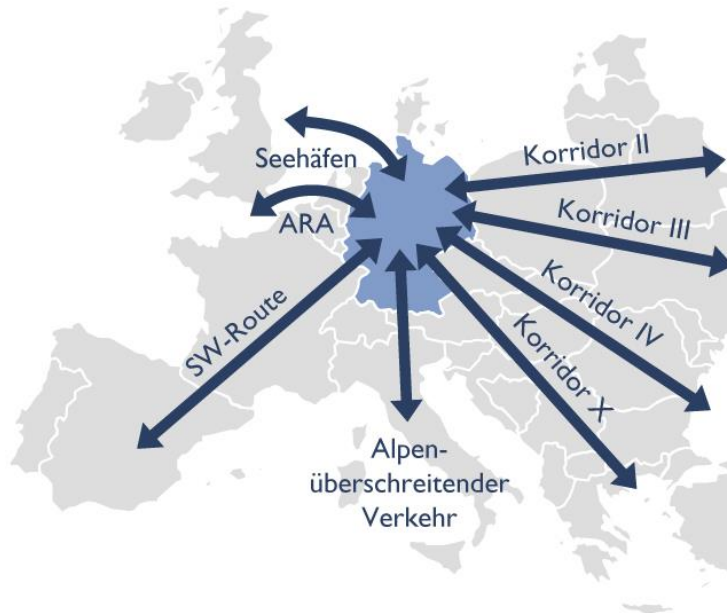 Seehäfen
Korridor II
ARA
Korridor III
SW-Route
Korridor IV
Korridor X
Alpen-
überschreitender
Verkehr